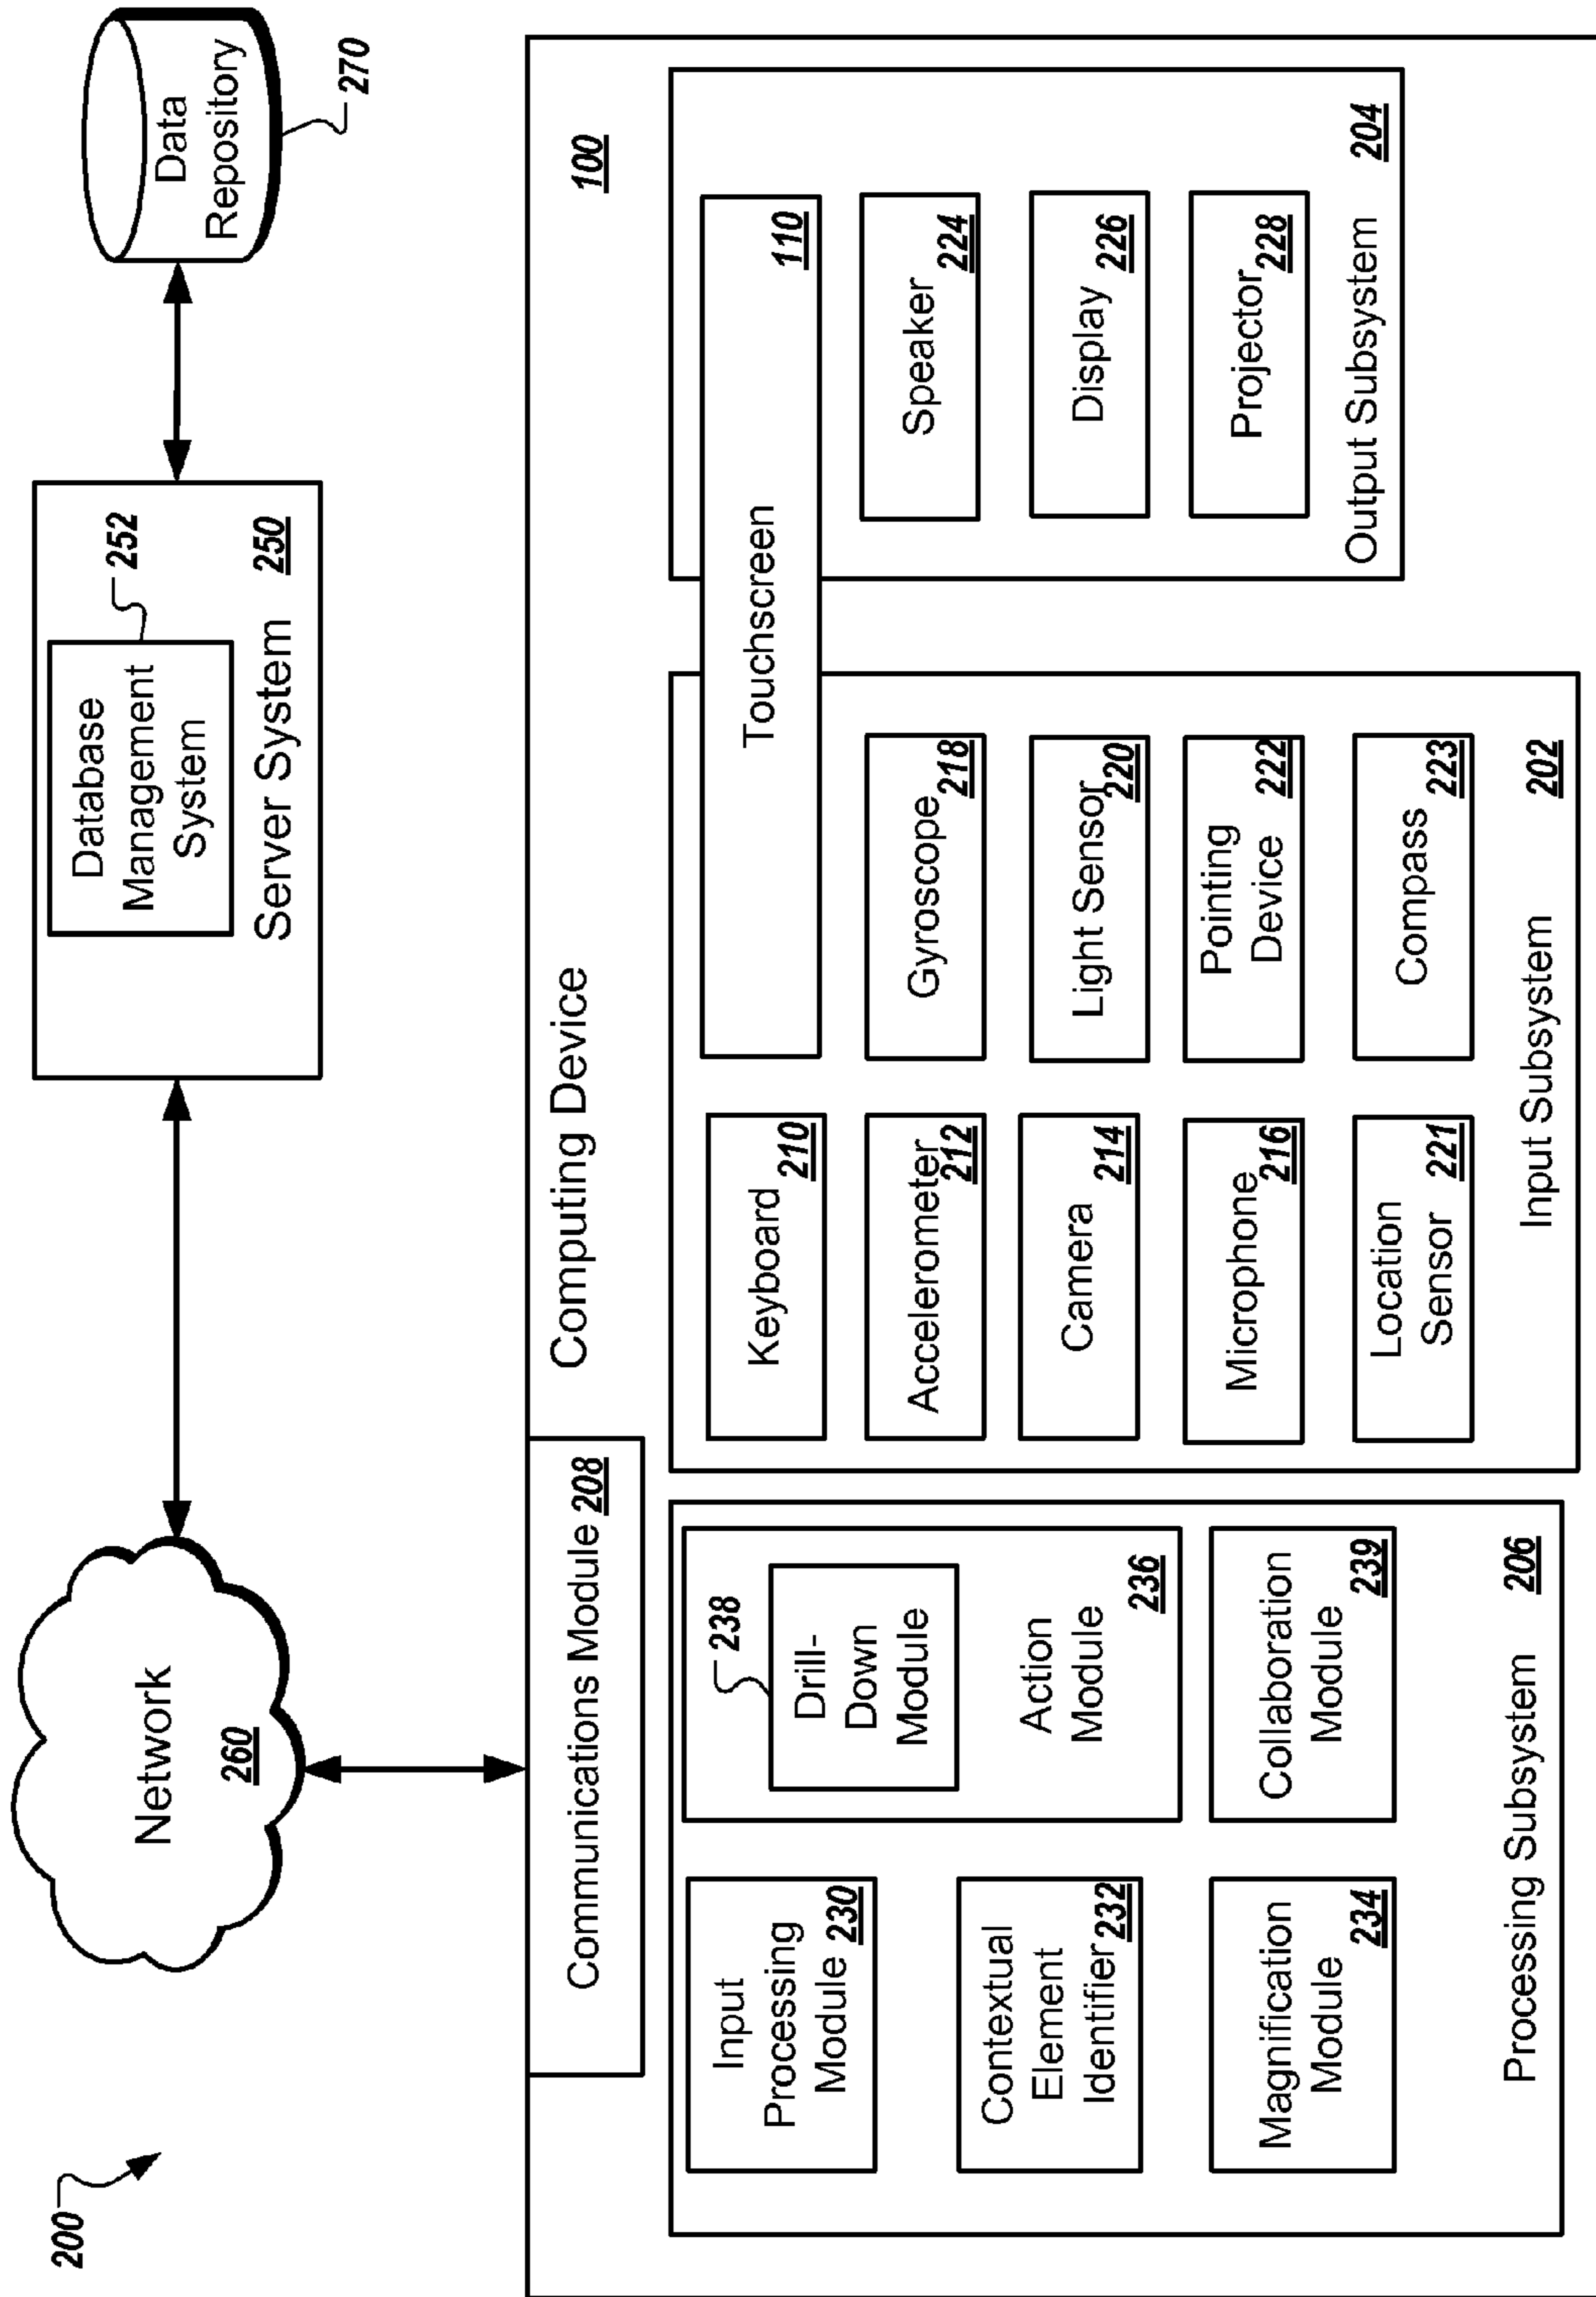 200
Network
260
Database
Management
System
252
Server System
250
Data
Repository
270
Communications Module 208
Computing Device
100
Input
Processing
Module 230
Contextual
Element
Identifier 232
Magnification
Module
234
238
Drill-
Down
Module
Action
Module
236
Collaboration
Module
239
Processing Subsystem
206
Keyboard
210
Accelerometer
212
Camera
214
Microphone
216
Location
Sensor
221
Touchscreen
110
Gyroscope
218
Light Sensor
220
Pointing
Device
222
Compass
223
Input Subsystem
202
Speaker
224
Display
226
Projector
228
Output Subsystem
204